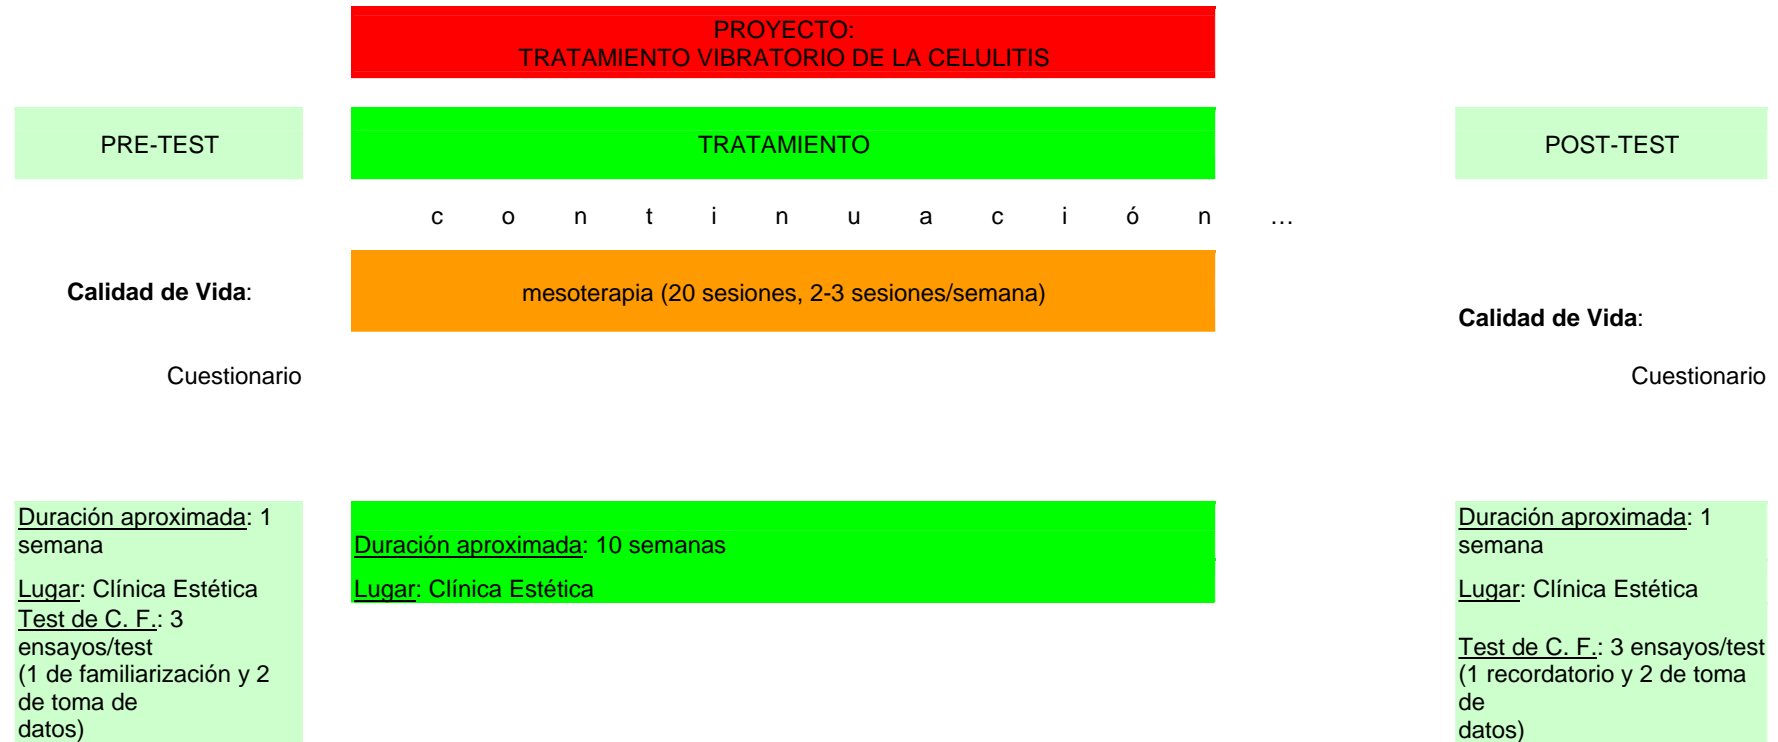 PROYECTO:
TRATAMIENTO VIBRATORIO DE LA CELULITIS
PRE-TEST
TRATAMIENTO
POST-TEST
c o n t i n u a c i ó n ...
Calidad de Vida:
mesoterapia (20 sesiones, 2-3 sesiones/semana)
Calidad de Vida:
Cuestionario
Cuestionario
Duración aproximada: 1
semana
Lugar: Clínica Estética
Test de C. F.: 3
ensayos/test
(1 de familiarización y 2
de toma de
datos)
Duración aproximada: 10 semanas
Lugar: Clínica Estética
Duración aproximada: 1
semana
Lugar: Clínica Estética
Test de C. F.: 3 ensayos/test
(1 recordatorio y 2 de toma
de
datos)